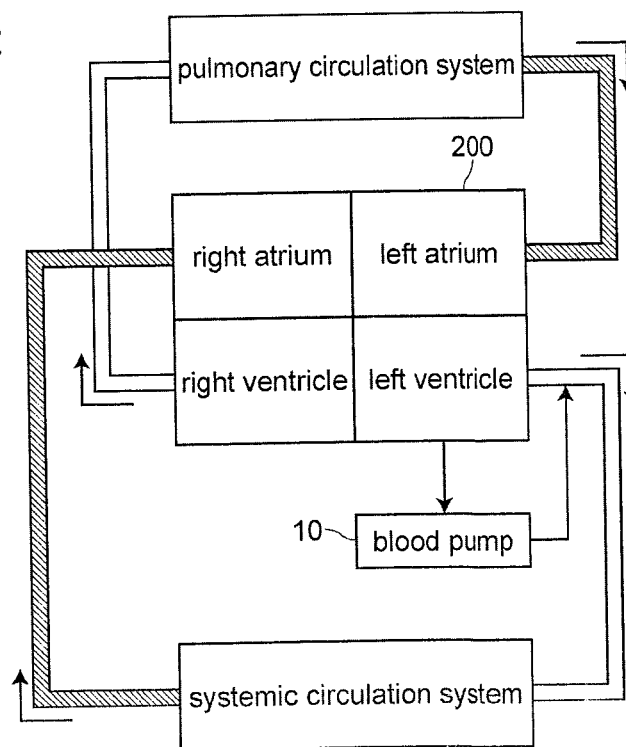 pulmonary circulation system
200
right atrium
left atrium
right ventricle
left ventricle
10
blood pump
systemic circulation system